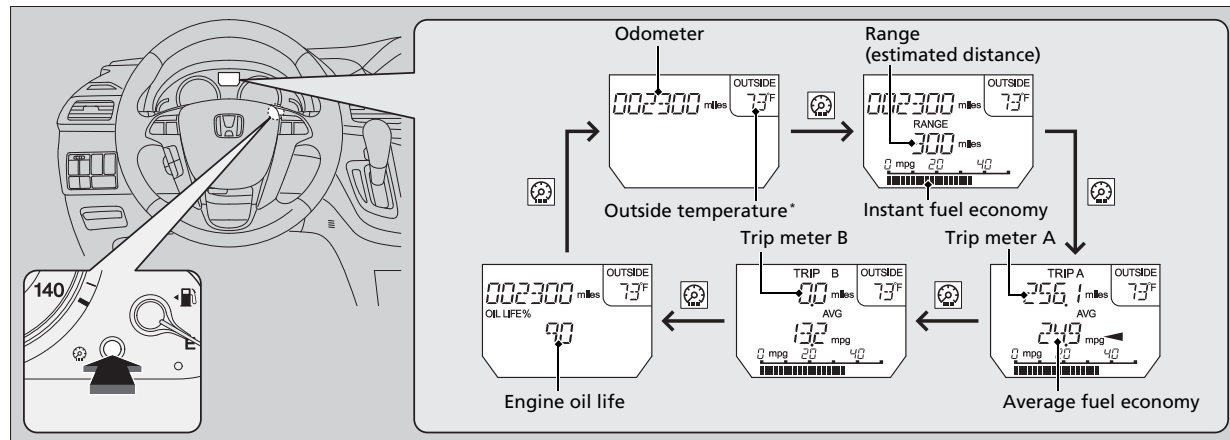 Odometer
Range
(estimated distance)
002300 miles
OUTSIDE
73°F
002300 miles
OUTSIDE
73°F
RANGE
300 miles
0 mpg 20 40
Outside temperature*
Instant fuel economy
Trip meter B
Trip meter A
140
E
002300 miles
OUTSIDE
73°F
OIL LIFE%
90
TRIP B
0.0 miles
OUTSIDE
73°F
AVG
13.2 mpg
0 mpg 20 40
TRIP A
256.1 miles
OUTSIDE
73°F
AVG
24.9 mpg
0 mpg 20 40
Engine oil life
Average fuel economy